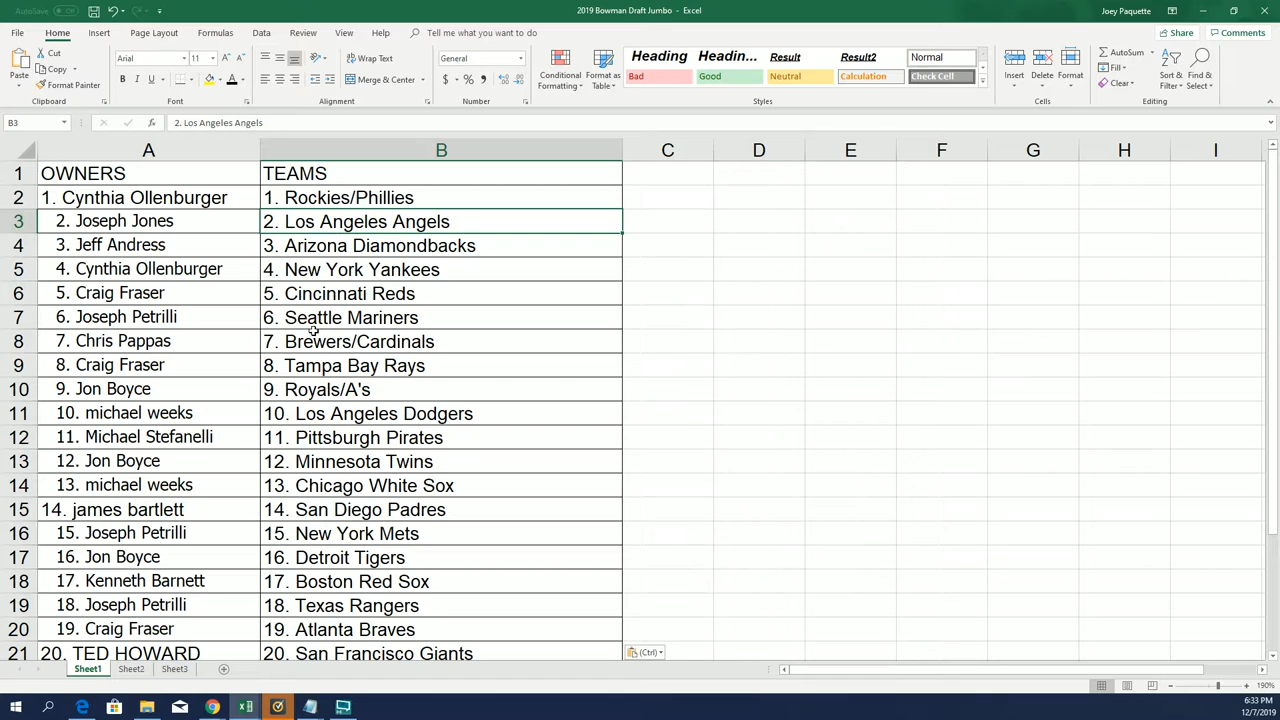 AutoSave Off
2019 Bowman Draft Jumbo - Excel
Joey Paquette
File Home Insert Page Layout Formulas Data Review View Help Tell me what you want to do
Share Comments
Paste
Cut
Copy
Format Painter
Clipboard
Arial 11
B I U
Font
Wrap Text
Merge & Center
Alignment
General
$ % ,
Number
Conditional Formatting
Format as Table
Heading Headin... Result Result2 Normal
Bad Good Neutral Calculation Check Cell
Styles
Insert Delete Format
Cells
AutoSum
Fill
Clear
Sort & Filter
Find & Select
Editing
B3
fx 2. Los Angeles Angels
A B C D E F G H I
1 OWNERS TEAMS
2 1. Cynthia Ollenburger 1. Rockies/Phillies
3 2. Joseph Jones 2. Los Angeles Angels
4 3. Jeff Andress 3. Arizona Diamondbacks
5 4. Cynthia Ollenburger 4. New York Yankees
6 5. Craig Fraser 5. Cincinnati Reds
7 6. Joseph Petrilli 6. Seattle Mariners
8 7. Chris Pappas 7. Brewers/Cardinals
9 8. Craig Fraser 8. Tampa Bay Rays
10 9. Jon Boyce 9. Royals/A's
11 10. michael weeks 10. Los Angeles Dodgers
12 11. Michael Stefanelli 11. Pittsburgh Pirates
13 12. Jon Boyce 12. Minnesota Twins
14 13. michael weeks 13. Chicago White Sox
15 14. james bartlett 14. San Diego Padres
16 15. Joseph Petrilli 15. New York Mets
17 16. Jon Boyce 16. Detroit Tigers
18 17. Kenneth Barnett 17. Boston Red Sox
19 18. Joseph Petrilli 18. Texas Rangers
20 19. Craig Fraser 19. Atlanta Braves
21 20. TED HOWARD 20. San Francisco Giants
(Ctrl)
Sheet1 Sheet2 Sheet3
190%
6:33 PM
12/7/2019